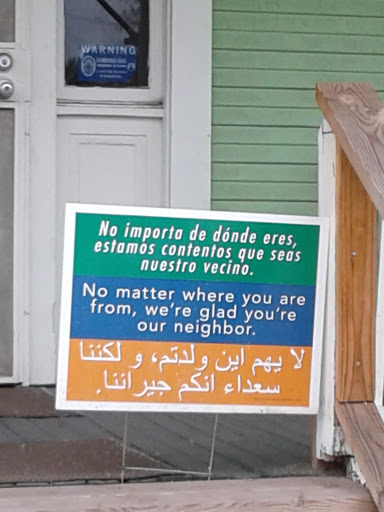 WARNING
No importa de dónde eres,
estamos contentos que seas
nuestro vecino.
No matter where you are
from, we're glad you're
our neighbor.
لا يهم اين ولدتم، و لكننا
سعداء انكم جيراننا.